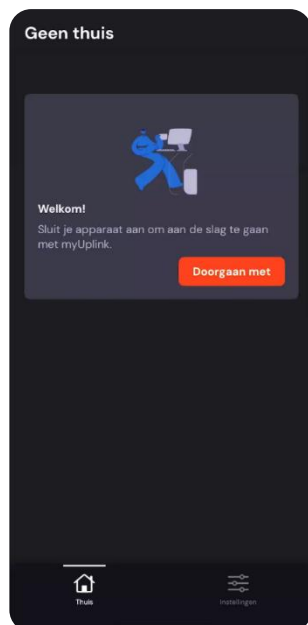 Geen thuis
Welkom!
Sluit je apparaat aan om aan de slag te gaan
met myUplink.
Doorgaan met
Thuis
Instellingen